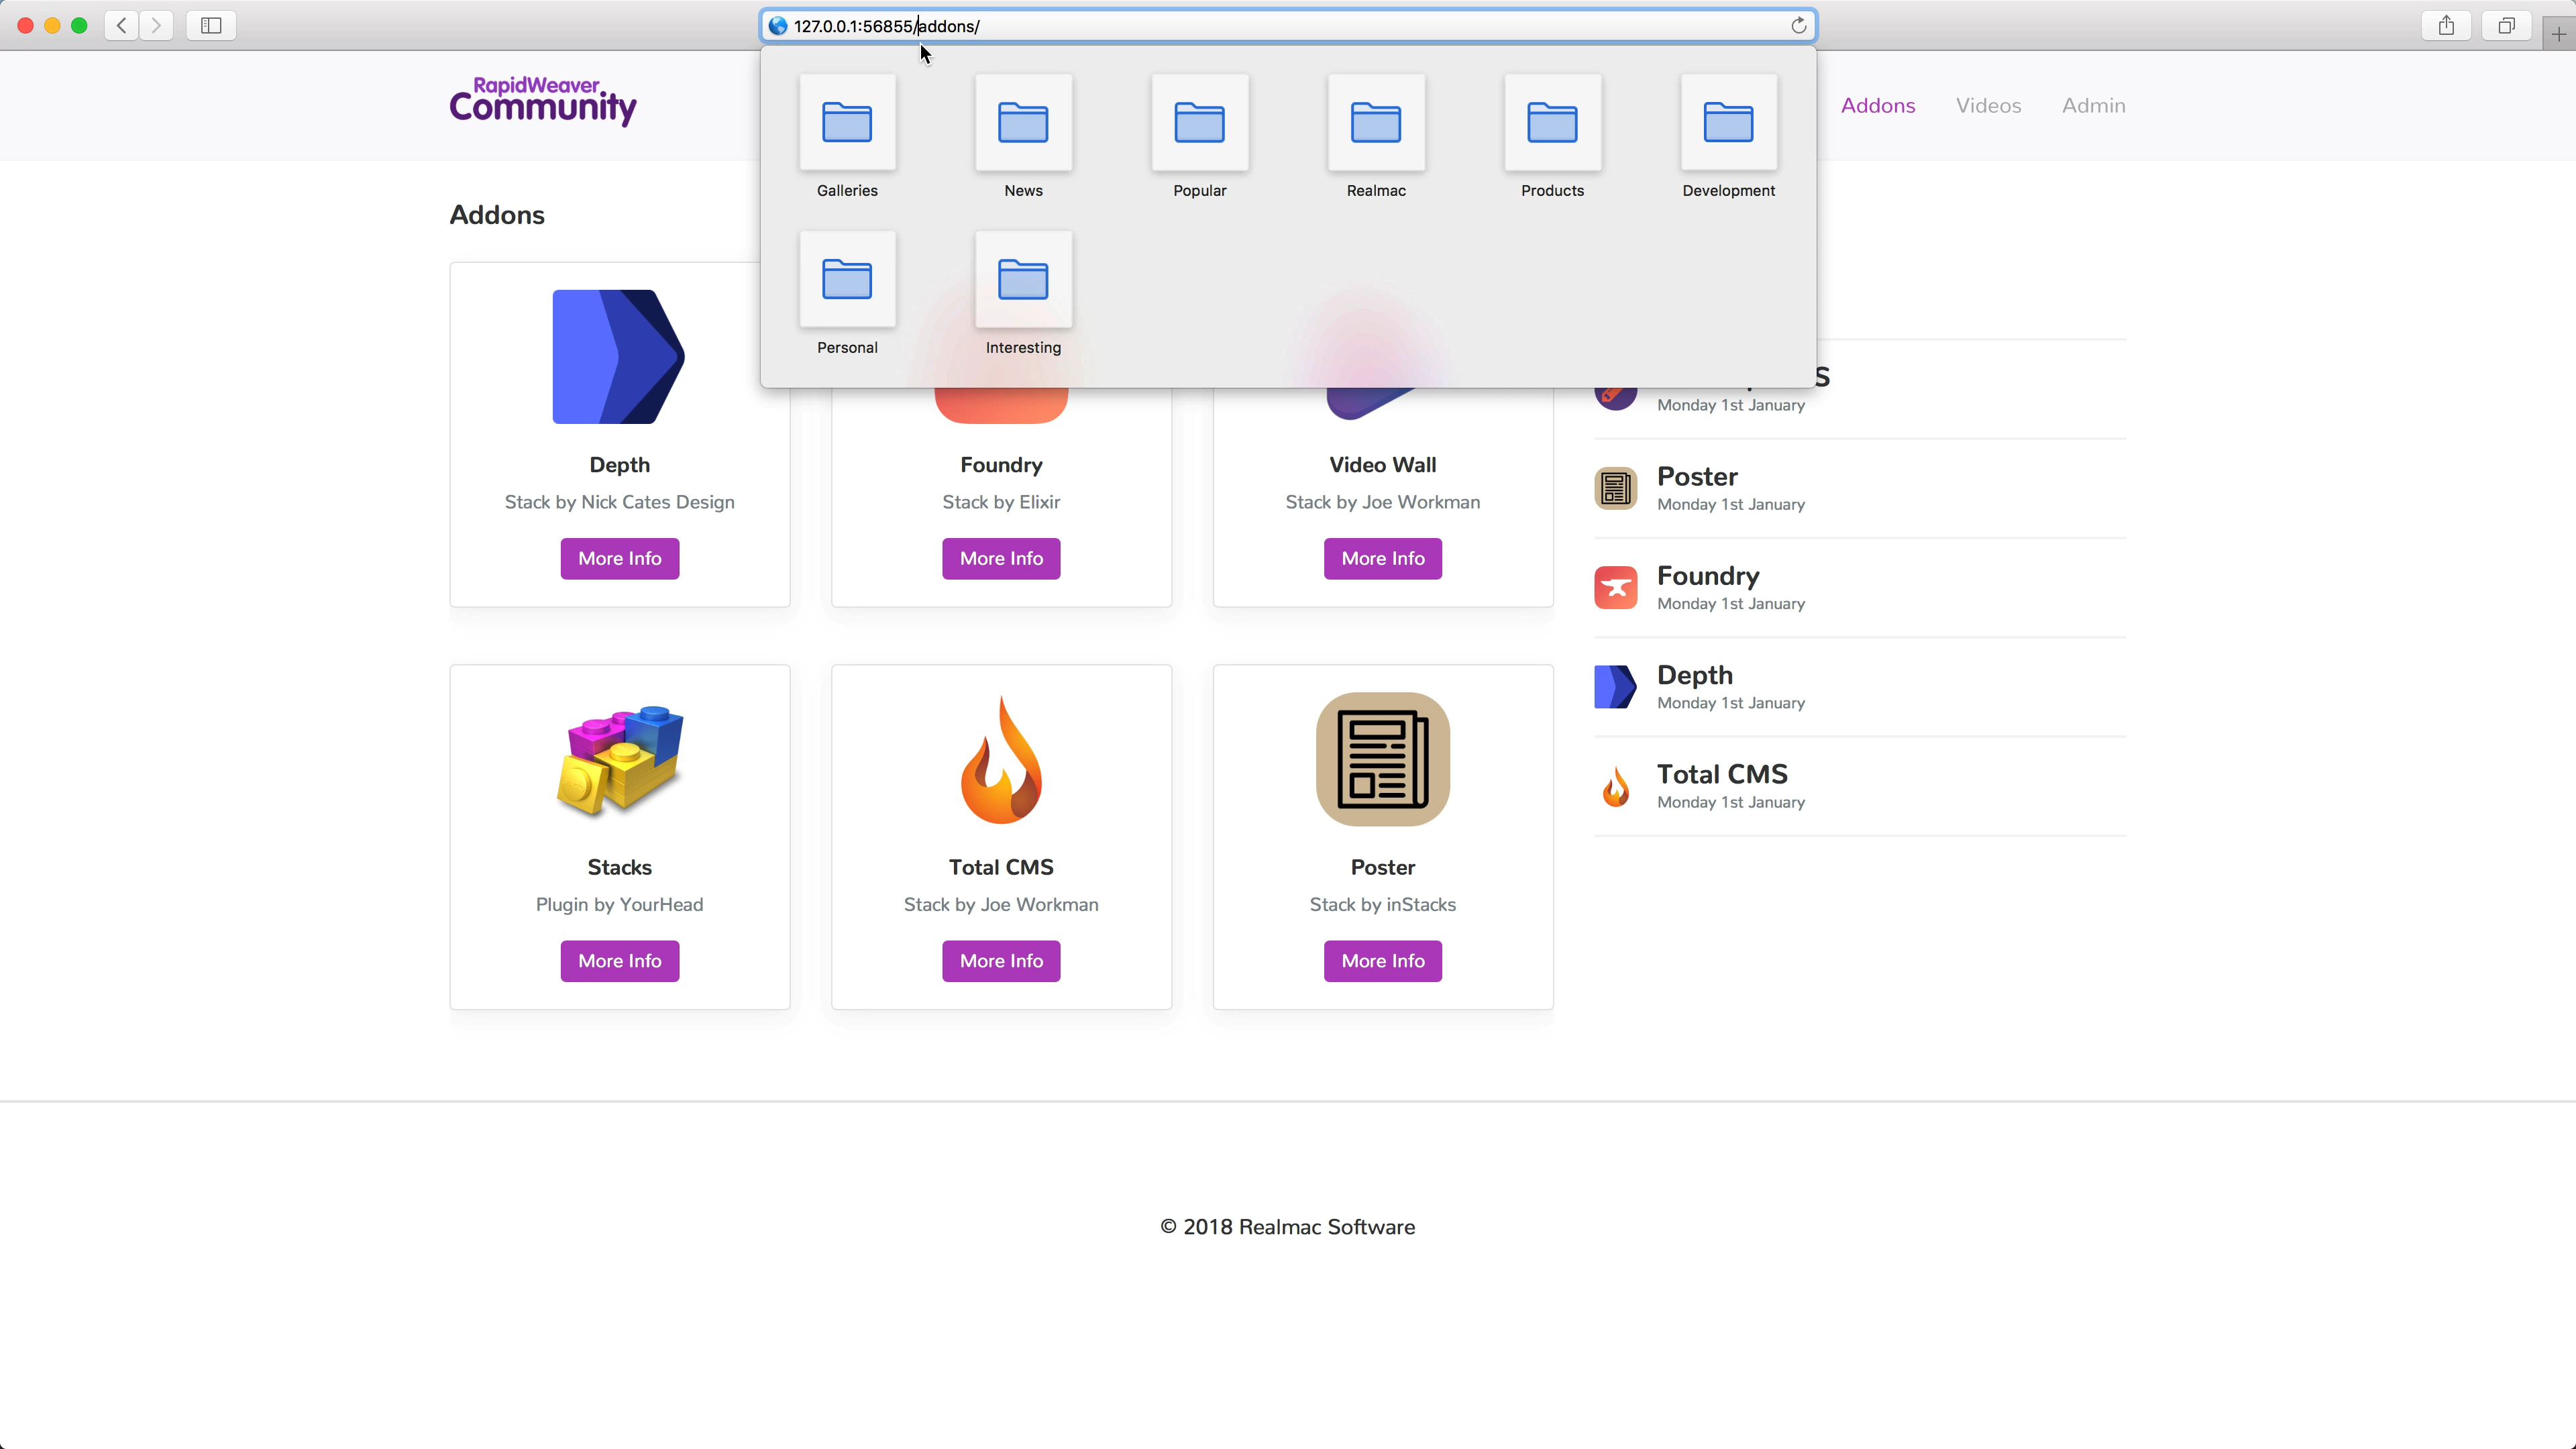 127.0.0.1:56855/addons/
RapidWeaver
Community
Addons Videos Admin
Galleries News Popular Realmac Products Development
Personal Interesting
Addons
Depth
Stack by Nick Cates Design
More Info
Foundry
Stack by Elixir
More Info
Video Wall
Stack by Joe Workman
More Info
Stacks
Plugin by YourHead
More Info
Total CMS
Stack by Joe Workman
More Info
Poster
Stack by inStacks
More Info
Monday 1st January
Poster
Monday 1st January
Foundry
Monday 1st January
Depth
Monday 1st January
Total CMS
Monday 1st January
© 2018 Realmac Software